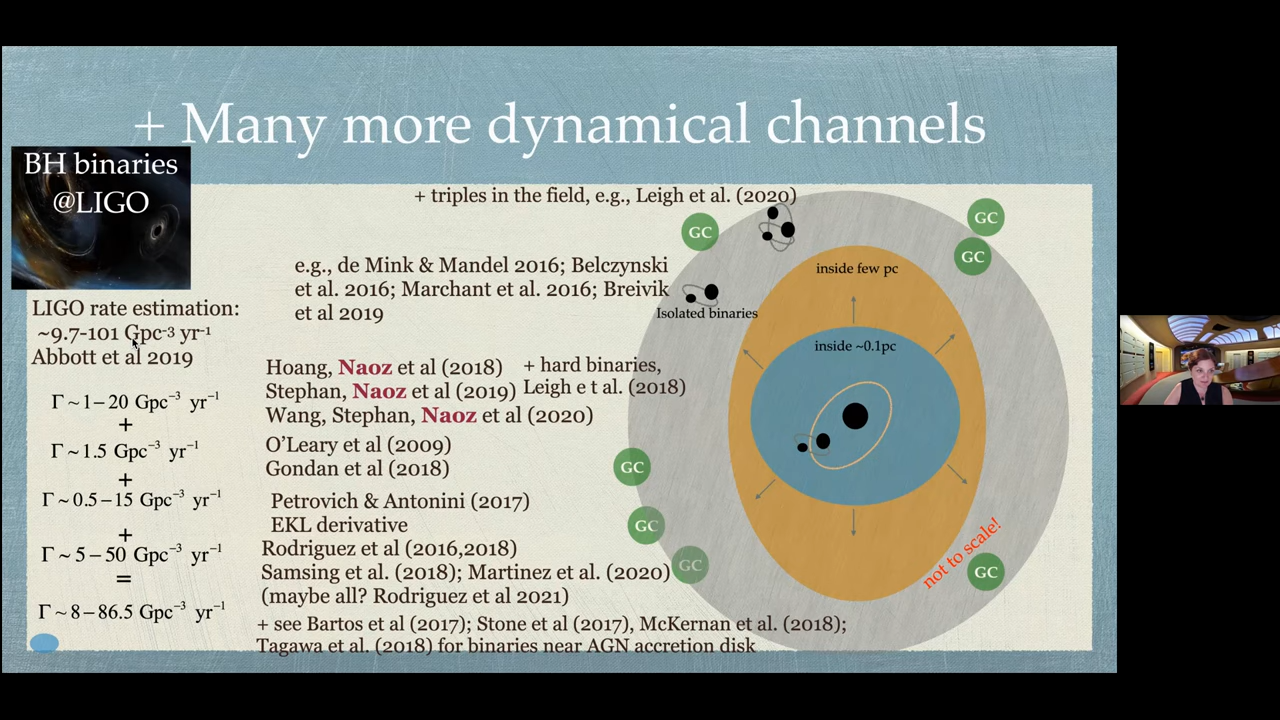 + Many more dynamical channels
BH binaries
@LIGO
+ triples in the field, e.g., Leigh et al. (2020)
e.g., de Mink & Mandel 2016; Belczynski
et al. 2016; Marchant et al. 2016; Breivik
et al 2019
LIGO rate estimation:
~9.7-101 Gpc⁻³ yr⁻¹
Abbott et al 2019
Γ ~ 1 – 20 Gpc⁻³ yr⁻¹
+
Γ ~ 1.5 Gpc⁻³ yr⁻¹
+
Γ ~ 0.5 – 15 Gpc⁻³ yr⁻¹
+
Γ ~ 5 – 50 Gpc⁻³ yr⁻¹
=
Γ ~ 8 – 86.5 Gpc⁻³ yr⁻¹
Hoang, Naoz et al (2018)
Stephan, Naoz et al (2019)
Wang, Stephan, Naoz et al (2020)
+ hard binaries,
Leigh e t al. (2018)
O’Leary et al (2009)
Gondan et al (2018)
Petrovich & Antonini (2017)
EKL derivative
Rodriguez et al (2016,2018)
Samsing et al. (2018); Martinez et al. (2020)
(maybe all? Rodriguez et al 2021)
+ see Bartos et al (2017); Stone et al (2017), McKernan et al. (2018);
Tagawa et al. (2018) for binaries near AGN accretion disk
GC
GC
GC
Isolated binaries
inside few pc
inside ~0.1pc
GC
GC
GC
GC
not to scale!